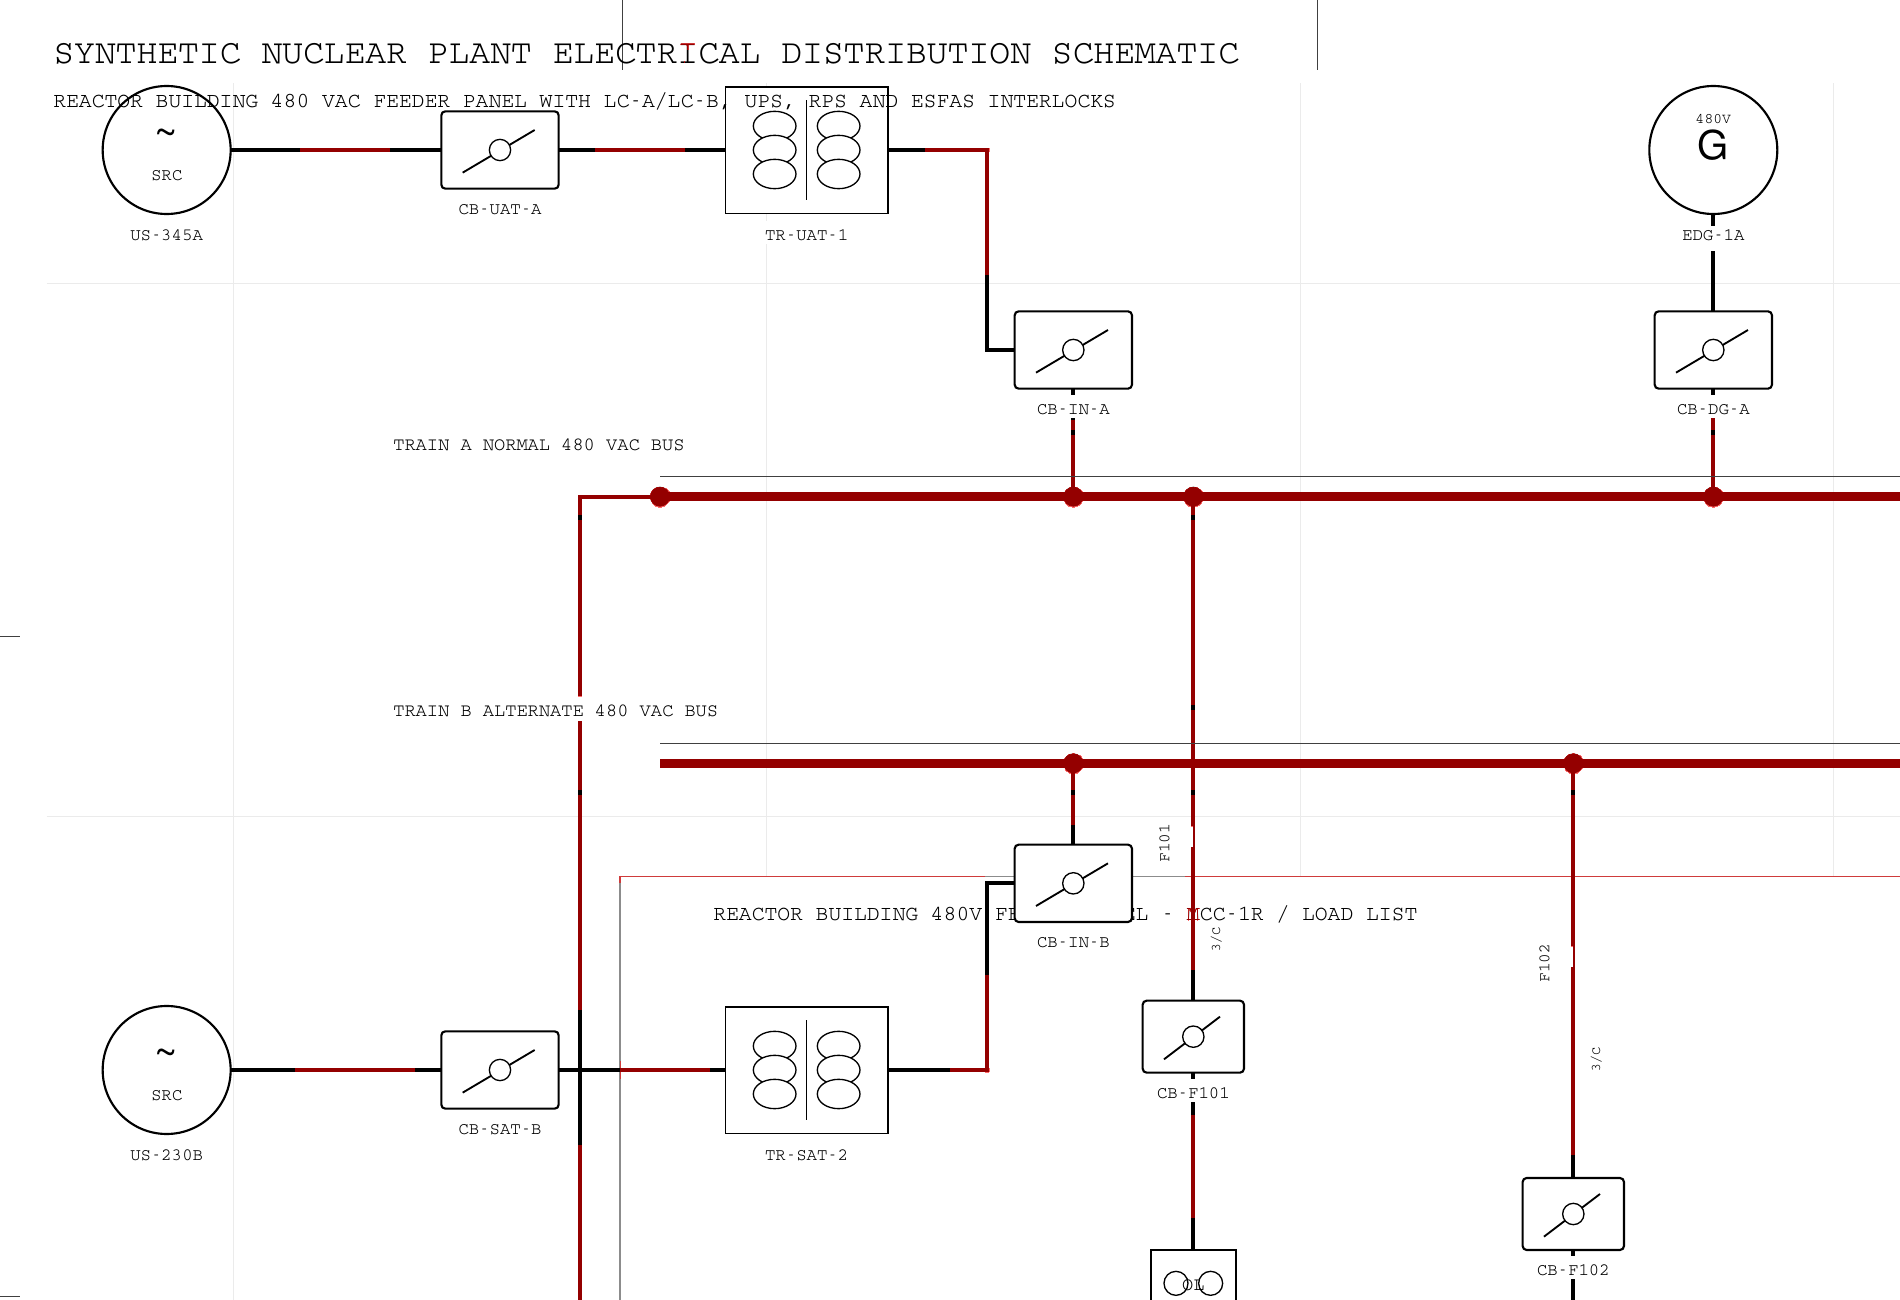 SYNTHETIC NUCLEAR PLANT ELECTRICAL DISTRIBUTION SCHEMATIC
REACTOR BUILDING 480 VAC FEEDER PANEL WITH LC-A/LC-B, UPS, RPS AND ESFAS INTERLOCKS
~
SRC
US-345A
CB-UAT-A
TR-UAT-1
480V
G
EDG-1A
CB-IN-A
CB-DG-A
TRAIN A NORMAL 480 VAC BUS
TRAIN B ALTERNATE 480 VAC BUS
F101
REACTOR BUILDING 480V - MCC-1R / LOAD LIST
3/C
CB-IN-B
F102
~
SRC
US-230B
CB-SAT-B
TR-SAT-2
3/C
CB-F101
CB-F102
OL